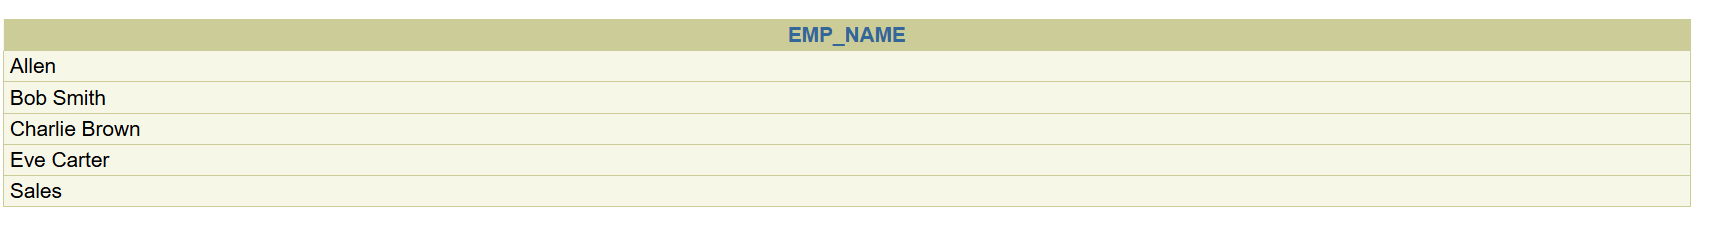 EMP_NAME
Allen
Bob Smith
Charlie Brown
Eve Carter
Sales